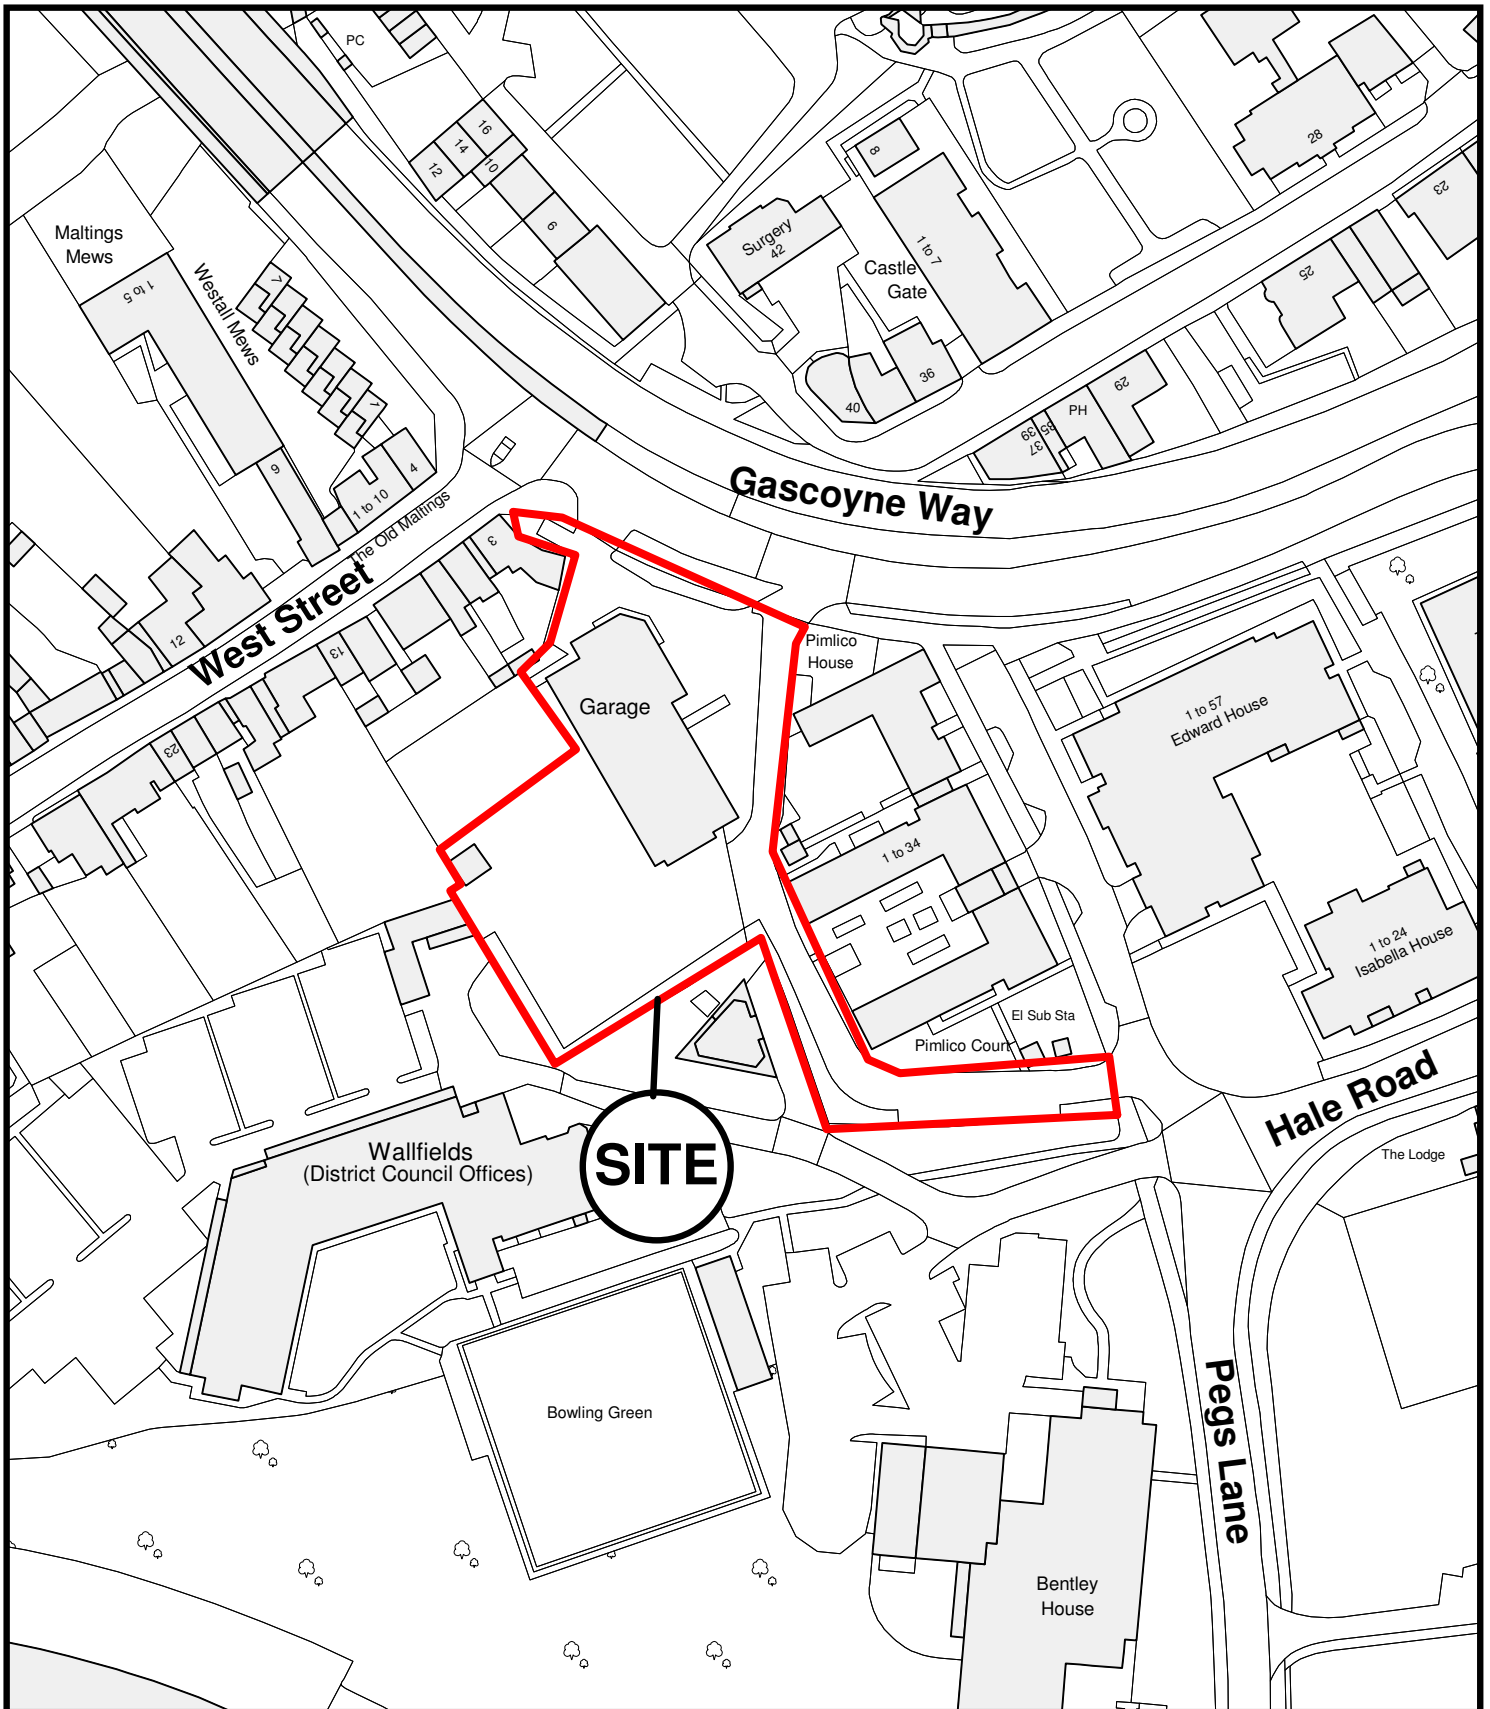 PC
16
14
12
10
6
8
28
23
Surgery
42
1 to 7
Castle
Gate
25
Maltings
Mews
1 to 5
Westall Mews
7
1
36
40
29
PH
35
37
39
9
4
1 to 10
The Old Maltings
Gascoyne Way
3
West Street
12
13
23
Garage
Pimlico
House
1 to 57
Edward House
1 to 34
1 to 24
Isabella House
El Sub Sta
Pimlico Court
Hale Road
The Lodge
Wallfields
(District Council Offices)
SITE
Bowling Green
Pegs Lane
Bentley
House